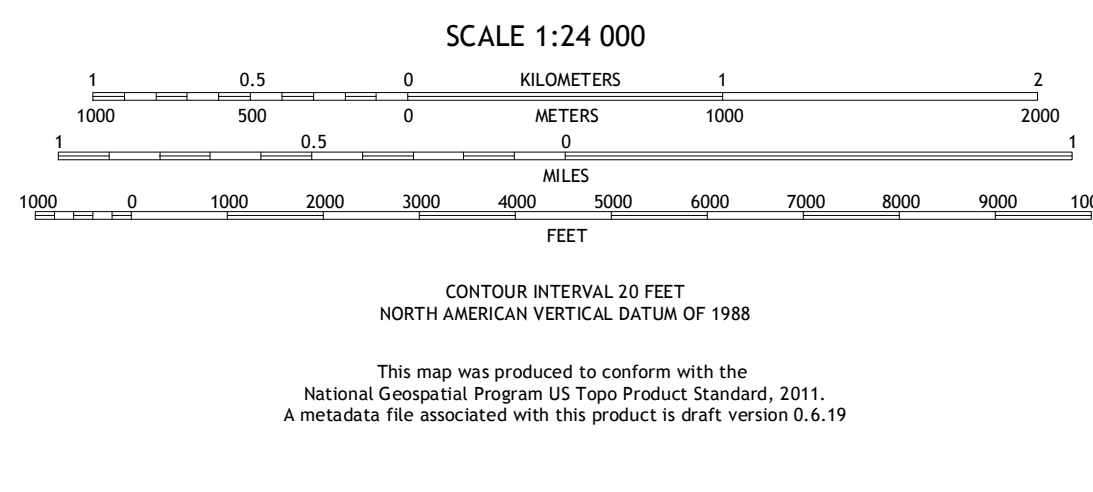 SCALE 1:24 000
1 0.5 0 KILOMETERS 1 2
1000 500 0 METERS 1000 2000
1 0.5 0 1
MILES
1000 0 1000 2000 3000 4000 5000 6000 7000 8000 9000
FEET
CONTOUR INTERVAL 20 FEET
NORTH AMERICAN VERTICAL DATUM OF 1988
This map was produced to conform with the
National Geospatial Program US Topo Product Standard, 2011.
A metadata file associated with this product is draft version 0.6.19